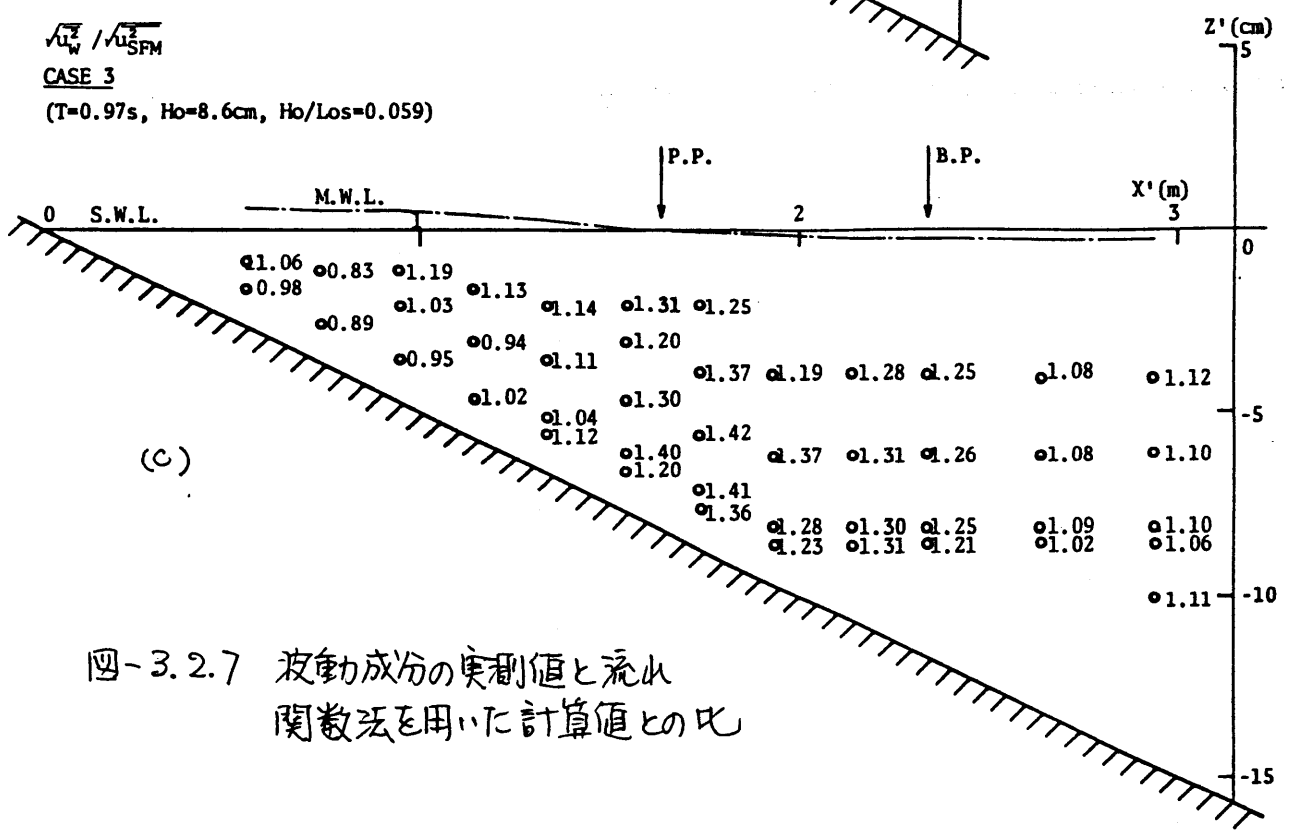 √u̅²w /√u̅²SFM
Z'(cm)
5
CASE 3
(T=0.97s, Ho=8.6cm, Ho/Los=0.059)
P.P.
B.P.
M.W.L.
X'(m)
0 S.W.L. 2 3
0
1.06 0.83 1.19
0.98 1.13
1.03 1.14 1.31 1.25
0.89 0.94 1.20
0.95 1.11
1.37 1.19 1.28 1.25 1.08 1.12
1.02 1.30
1.04 -5
1.12 1.42
1.40 1.37 1.31 1.26 1.08 1.10
(C) 1.20
1.41
1.36
1.28 1.30 1.25 1.09 1.10
1.23 1.31 1.21 1.02 1.06
1.11 -10
図-3.2.7 波動成分の実測値と流れ
関数法を用いた計算値との比
-15